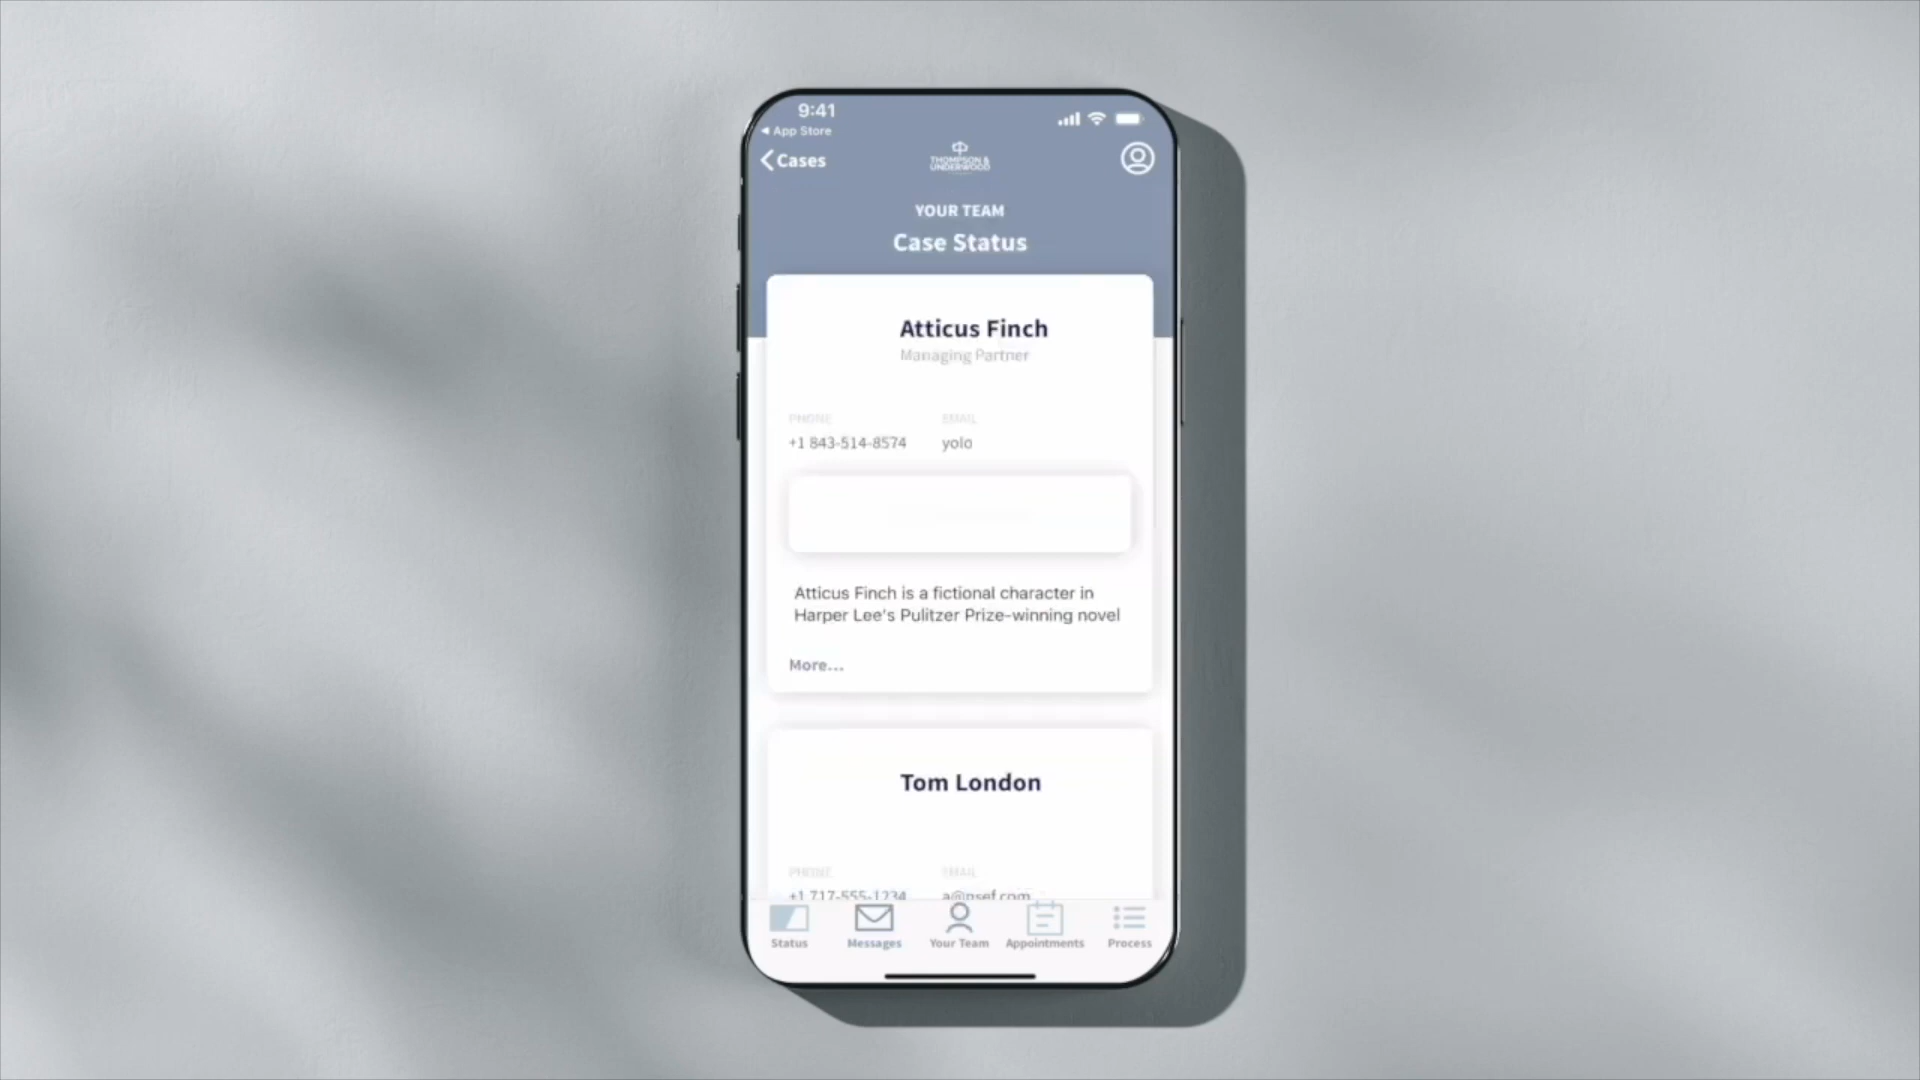 9:41
App Store
Cases
THOMPSON &
UNDERWOOD
YOUR TEAM
Case Status
Atticus Finch
Managing Partner
PHONE EMAIL
+1 843-514-8574 yolo
Atticus Finch is a fictional character in
Harper Lee's Pulitzer Prize-winning novel
More...
Tom London
PHONE EMAIL
+1 717-555-1234 a@nsef.com
Status Messages Your Team Appointments Process